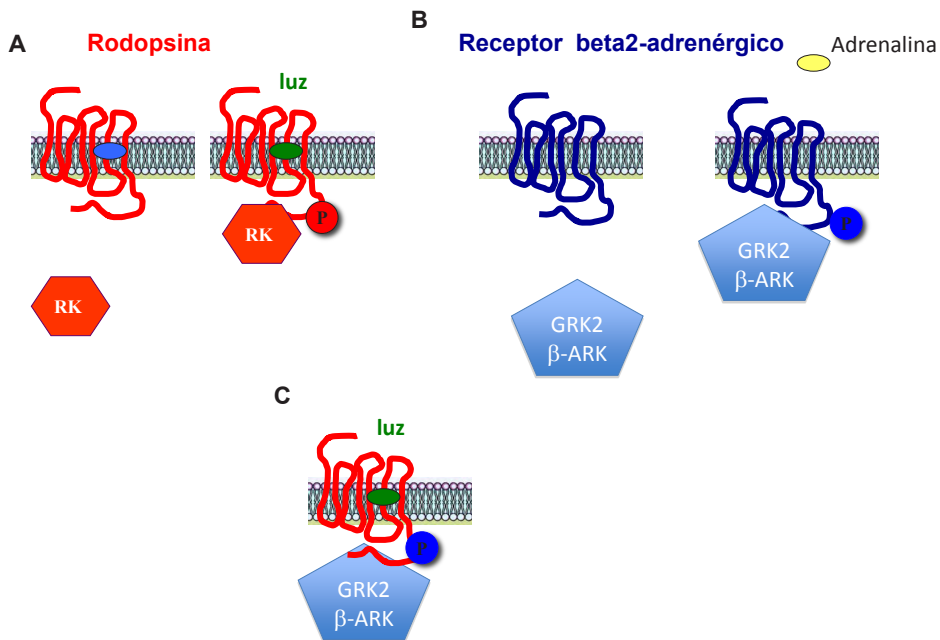 A
Rodopsina
luz
P
RK
RK
B
Receptor beta2-adrenérgico
Adrenalina
P
GRK2
β-ARK
GRK2
β-ARK
C
luz
P
GRK2
β-ARK